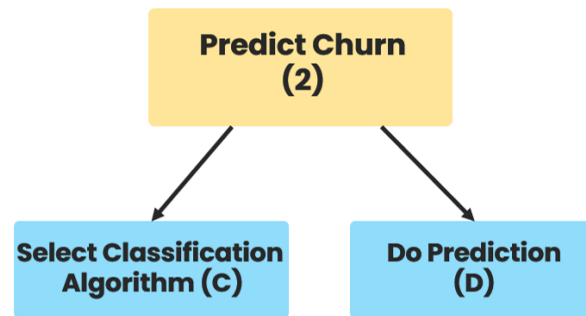 Predict Churn
(2)
Select Classification
Algorithm (C)
Do Prediction
(D)